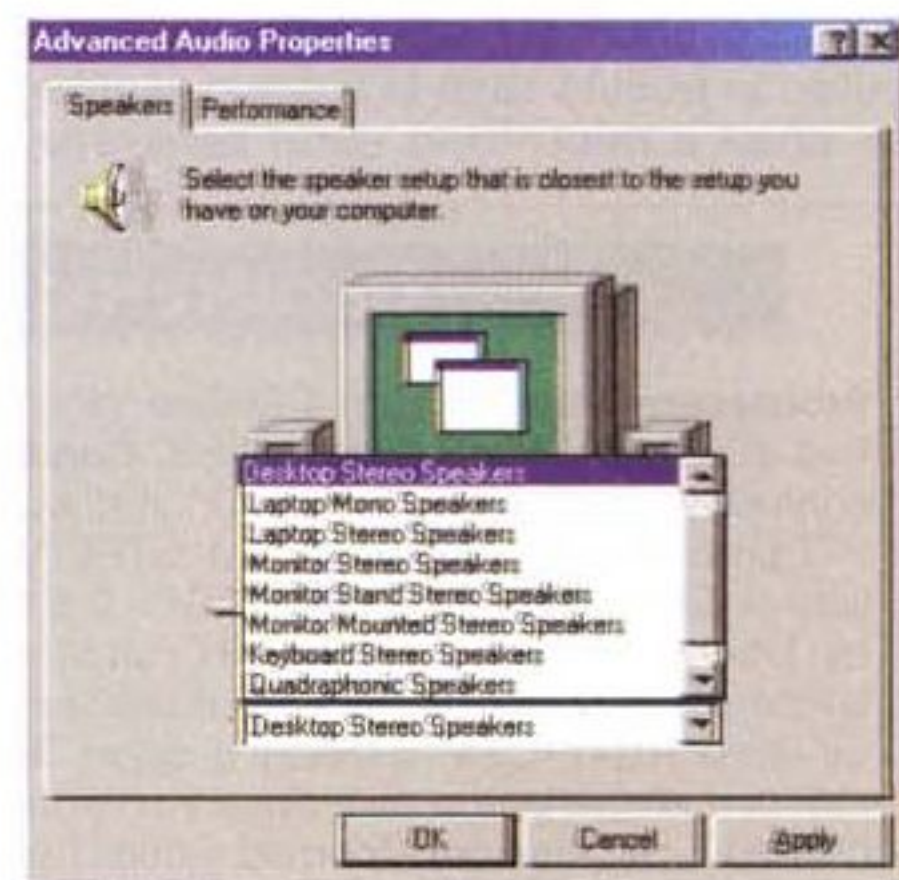 Advanced Audio Properties
Speakers
Performance
Select the speaker setup that is closest to the setup you
have on your computer.
Desktop Stereo Speakers
Laptop Mono Speakers
Laptop Stereo Speakers
Monitor Stereo Speakers
Monitor Stand Stereo Speakers
Monitor Mounted Stereo Speakers
Keyboard Stereo Speakers
Quadraphonic Speakers
Desktop Stereo Speakers
OK
Cancel
Apply